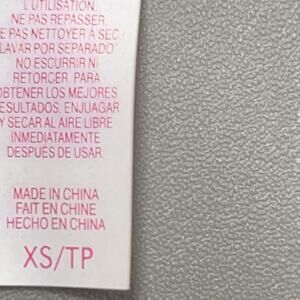 L'UTILISATION.
NE PAS REPASSER.
NE PAS NETTOYER À SEC/
LAVAR POR SEPARADO
NO ESCURRIR NI
RETORCER. PARA
OBTENER LOS MEJORES
RESULTADOS, ENJUAGAR
Y SECAR AL AIRE LIBRE
INMEDIATAMENTE
DESPUÉS DE USAR.
MADE IN CHINA
FAIT EN CHINE
HECHO EN CHINA
XS/TP